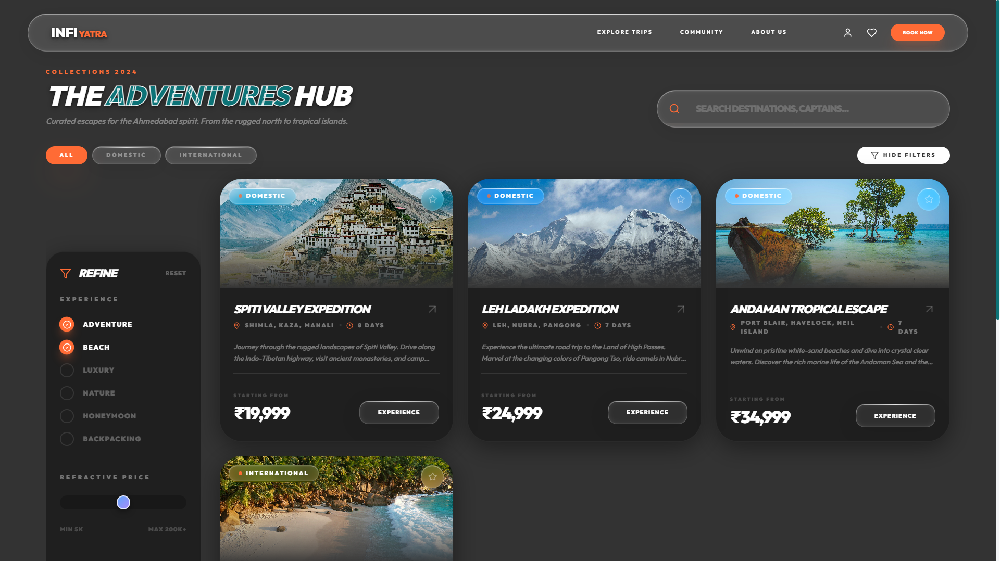 INFI YATRA
EXPLORE TRIPS
COMMUNITY
ABOUT US
BOOK NOW
COLLECTIONS 2024
THE ADVENTURES HUB
Curated escapes for the Ahmedabad spirit. From the rugged north to tropical islands.
SEARCH DESTINATIONS, CAPTAINS...
ALL
DOMESTIC
INTERNATIONAL
HIDE FILTERS
REFINE
RESET
EXPERIENCE
ADVENTURE
BEACH
LUXURY
NATURE
HONEYMOON
BACKPACKING
REFRACTIVE PRICE
MIN 5K
MAX 200K+
DOMESTIC
SPITI VALLEY EXPEDITION
SHIMLA, KAZA, MANALI • 8 DAYS
Journey through the rugged landscapes of Spiti Valley. Drive along
the Indo-Tibetan highway, visit ancient monasteries, and camp...
STARTING FROM
₹19,999
EXPERIENCE
DOMESTIC
LEH LADAKH EXPEDITION
LEH, NUBRA, PANGONG • 7 DAYS
Experience the ultimate road trip to the Land of High Passes.
Marvel at the changing colors of Pangong Tso, ride camels in Nubr...
STARTING FROM
₹24,999
EXPERIENCE
DOMESTIC
ANDAMAN TROPICAL ESCAPE
PORT BLAIR, HAVELOCK, NEIL
ISLAND • 7
DAYS
Unwind on pristine white-sand beaches and dive into crystal clear
waters. Discover the rich marine life of the Andaman Sea and the...
STARTING FROM
₹34,999
EXPERIENCE
INTERNATIONAL